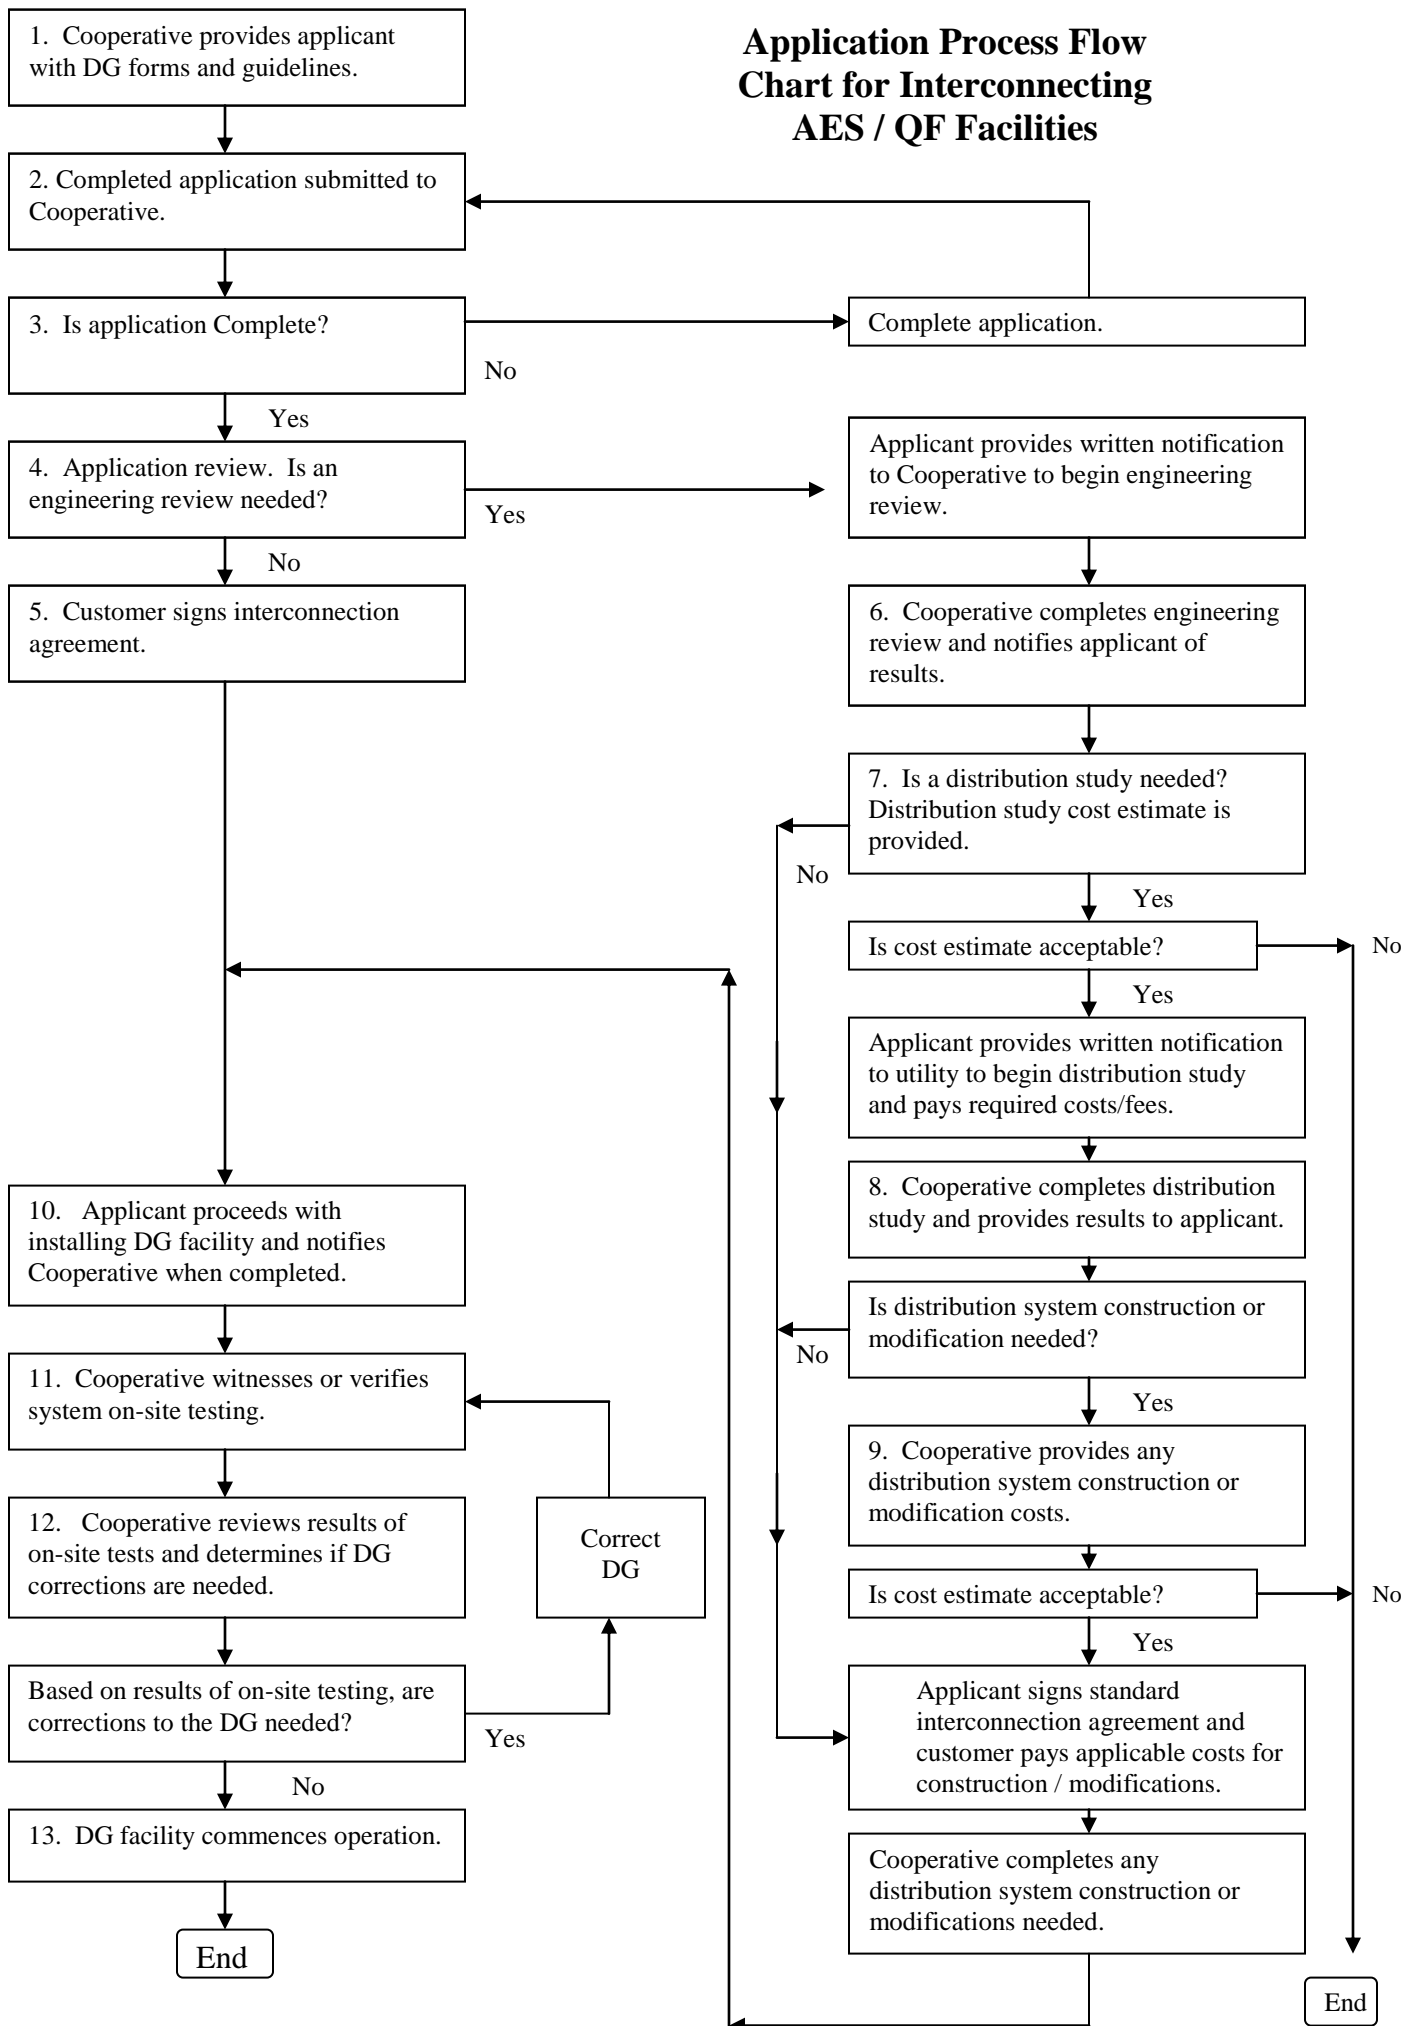 Application Process Flow
Chart for Interconnecting
AES / QF Facilities
1. Cooperative provides applicant
with DG forms and guidelines.
2. Completed application submitted to
Cooperative.
3. Is application Complete?
No
Complete application.
Yes
4. Application review. Is an
engineering review needed?
Yes
Applicant provides written notification
to Cooperative to begin engineering
review.
No
5. Customer signs interconnection
agreement.
6. Cooperative completes engineering
review and notifies applicant of
results.
7. Is a distribution study needed?
Distribution study cost estimate is
provided.
No
Yes
Is cost estimate acceptable?
No
Yes
Applicant provides written notification
to utility to begin distribution study
and pays required costs/fees.
8. Cooperative completes distribution
study and provides results to applicant.
Is distribution system construction or
modification needed?
No
Yes
9. Cooperative provides any
distribution system construction or
modification costs.
Is cost estimate acceptable?
No
Yes
Applicant signs standard
interconnection agreement and
customer pays applicable costs for
construction / modifications.
Cooperative completes any
distribution system construction or
modifications needed.
End
10. Applicant proceeds with
installing DG facility and notifies
Cooperative when completed.
11. Cooperative witnesses or verifies
system on-site testing.
12. Cooperative reviews results of
on-site tests and determines if DG
corrections are needed.
Correct
DG
Based on results of on-site testing, are
corrections to the DG needed?
Yes
No
13. DG facility commences operation.
End